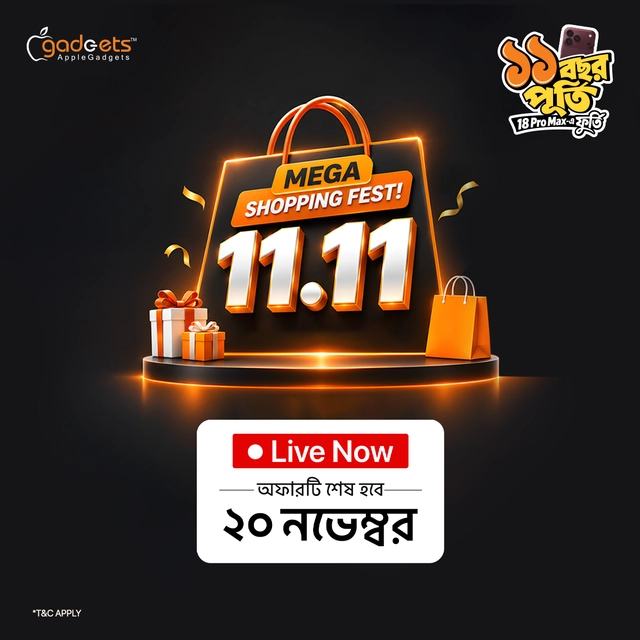 gadgets™
AppleGadgets
১১ বছর
পূর্তি
18 Pro Max-এ ফুর্তি
MEGA
SHOPPING FEST!
11.11
Live Now
অফারটি শেষ হবে
২০ নভেম্বর
*T&C APPLY